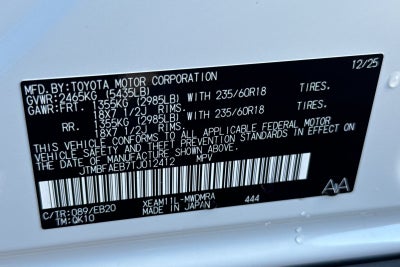 MFD.BY:TOYOTA MOTOR CORPORATION 12/25
GVWR:2465KG (5435LB)
GAWR:FRT. 1355KG (2985LB) WITH 235/60R18 TIRES.
18X7 1/2J RIMS.
RR. 1355KG (2985LB) WITH 235/60R18 TIRES.
18X7 1/2J RIMS.
THIS VEHICLE CONFORMS TO ALL APPLICABLE FEDERAL MOTOR
VEHICLE SAFETY AND THEFT PREVENTION STANDARDS IN EFFECT
ON THE DATE OF MANUFACTURE SHOWN ABOVE.
JTMBFAEB7TJ012412 MPV
C/TR:089/EB20 XEAM11L-MWDMRA 444
TM:QK10 MADE IN JAPAN